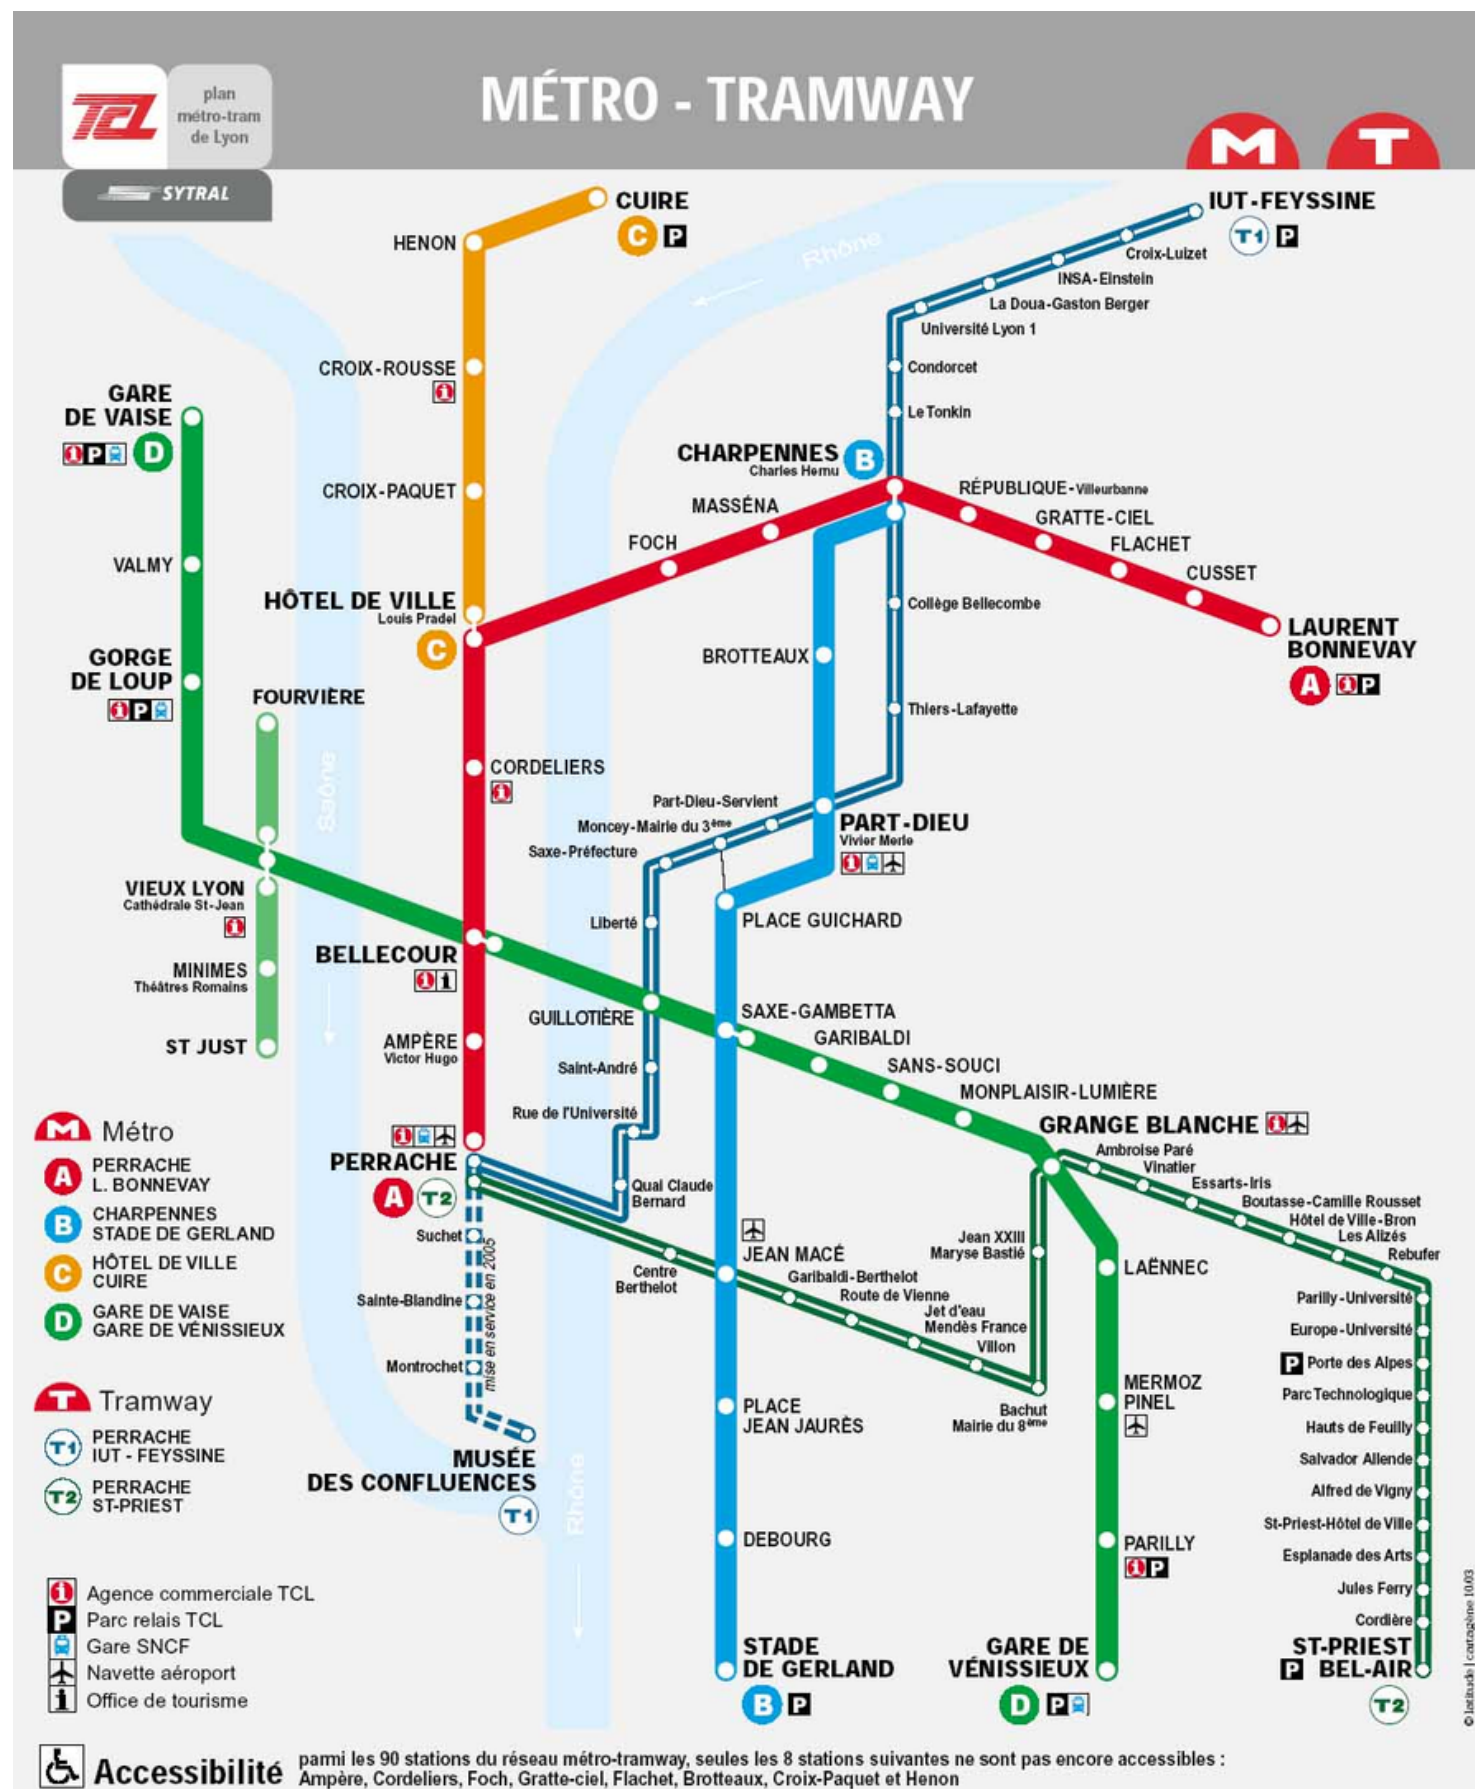 TCL
plan
métro-tram
de Lyon
SYTRAL
MÉTRO - TRAMWAY
M
T
CUIRE
C P
HENON
CROIX-ROUSSE
CROIX-PAQUET
HÔTEL DE VILLE
Louis Pradel
C
IUT-FEYSSINE
T1 P
Croix-Luizet
INSA-Einstein
La Doua-Gaston Berger
Université Lyon 1
Condorcet
Le Tonkin
Rhône
GARE
DE VAISE
P D
VALMY
GORGE
DE LOUP
P
FOURVIÈRE
Saône
VIEUX LYON
Cathédrale St-Jean
MINIMES
Théâtres Romains
ST JUST
CHARPENNES
Charles Hernu
B
MASSÉNA
FOCH
RÉPUBLIQUE-Villeurbanne
GRATTE-CIEL
FLACHET
CUSSET
LAURENT
BONNEVAY
A P
Collège Bellecombe
BROTTEAUX
Thiers-Lafayette
CORDELIERS
Part-Dieu-Servient
Moncey-Mairie du 3ème
Saxe-Préfecture
PART-DIEU
Vivier Merle
Liberté
PLACE GUICHARD
BELLECOUR
GUILLOTIÈRE
SAXE-GAMBETTA
GARIBALDI
SANS-SOUCI
MONPLAISIR-LUMIÈRE
GRANGE BLANCHE
AMPÈRE
Victor Hugo
Saint-André
Rue de l'Université
PERRACHE
A T2
Quai Claude
Bernard
Suchet
Sainte-Blandine
Montrochet
mise en service en 2005
MUSÉE
DES CONFLUENCES
T1
Rhône
Centre
Berthelot
JEAN MACÉ
Garibaldi-Berthelot
Route de Vienne
Jet d'eau
Mendès France
Villon
Bachut
Mairie du 8ème
Jean XXIII
Maryse Bastié
Ambroise Paré
Vinatier
Essarts-Iris
Boutasse-Camille Rousset
Hôtel de Ville-Bron
Les Alizés
Rebufer
Parilly-Université
Europe-Université
P Porte des Alpes
Parc Technologique
Hauts de Feuilly
Salvador Allende
Alfred de Vigny
St-Priest-Hôtel de Ville
Esplanade des Arts
Jules Ferry
Cordière
ST-PRIEST
P BEL-AIR
T2
LAËNNEC
MERMOZ
PINEL
PARILLY
P
GARE DE
VÉNISSIEUX
D P
PLACE
JEAN JAURÈS
DEBOURG
STADE
DE GERLAND
B P
M Métro
A PERRACHE
L. BONNEVAY
B CHARPENNES
STADE DE GERLAND
C HÔTEL DE VILLE
CUIRE
D GARE DE VAISE
GARE DE VÉNISSIEUX
T Tramway
T1 PERRACHE
IUT - FEYSSINE
T2 PERRACHE
ST-PRIEST
Agence commerciale TCL
P Parc relais TCL
Gare SNCF
Navette aéroport
Office de tourisme
© latitude | cartagène 10/03
Accessibilité
parmi les 90 stations du réseau métro-tramway, seules les 8 stations suivantes ne sont pas encore accessibles :
Ampère, Cordeliers, Foch, Gratte-ciel, Flachet, Brotteaux, Croix-Paquet et Henon